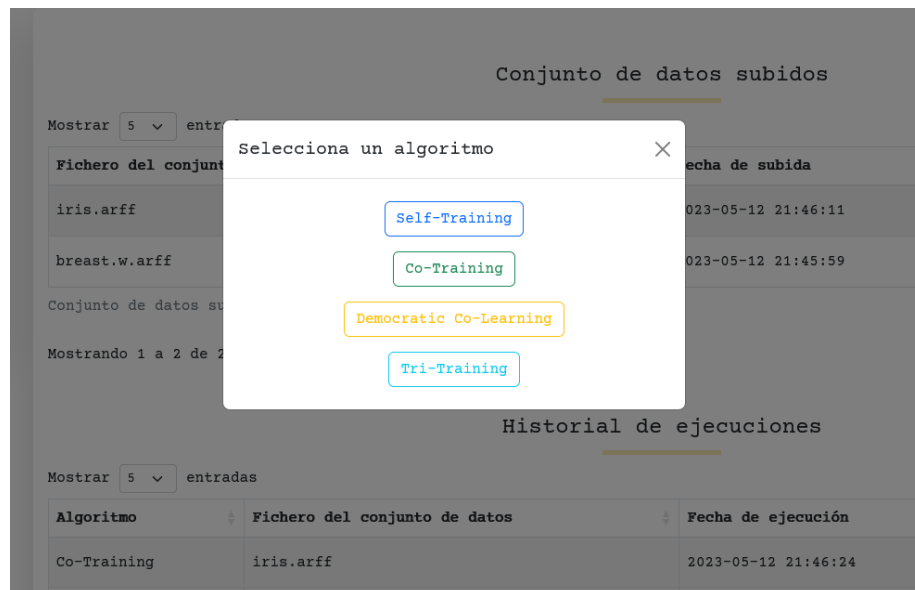 Conjunto de datos subidos
Mostrar 5 entr
Selecciona un algoritmo
Fichero del conjunt
echa de subida
Self-Training
iris.arff
023-05-12 21:46:11
Co-Training
breast.w.arff
023-05-12 21:45:59
Conjunto de datos su
Democratic Co-Learning
Mostrando 1 a 2 de 2
Tri-Training
Historial de ejecuciones
Mostrar 5 entradas
Algoritmo Fichero del conjunto de datos Fecha de ejecución
Co-Training iris.arff 2023-05-12 21:46:24